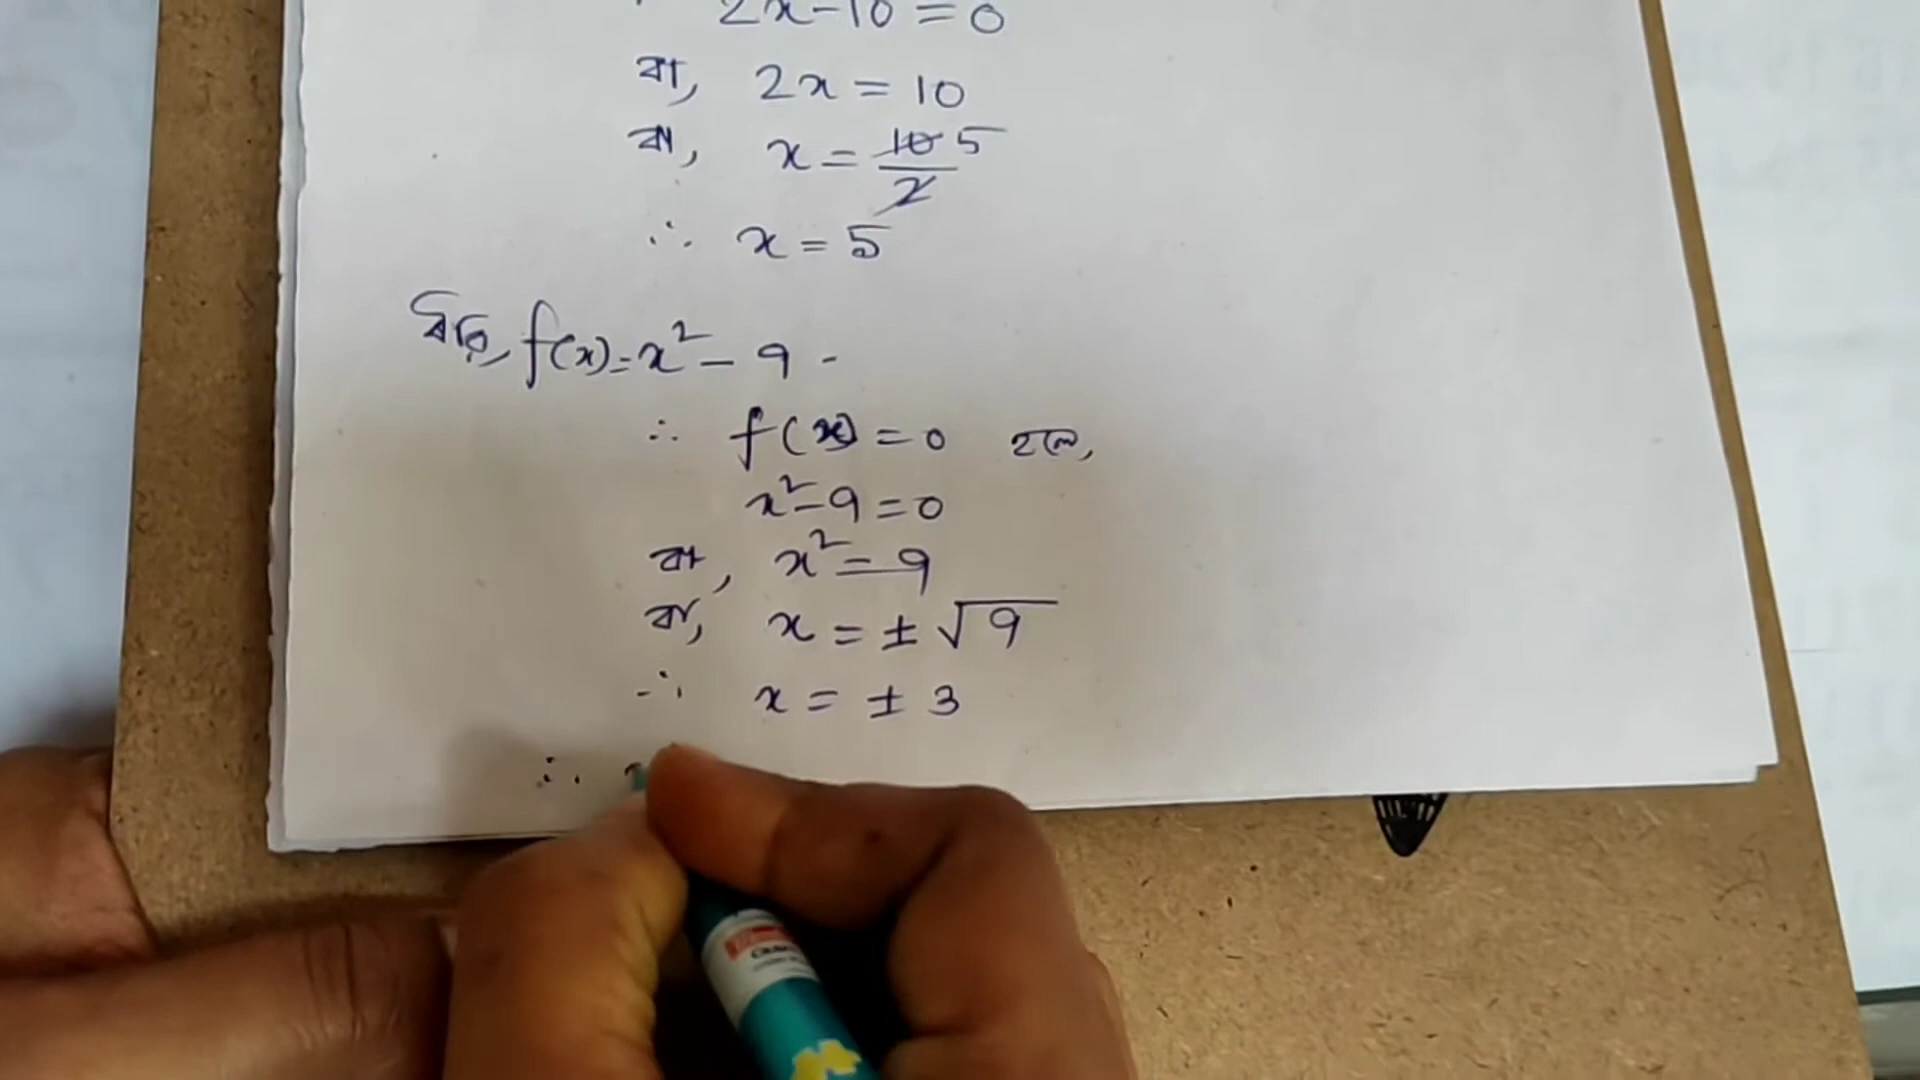 2x-10=0
বা, 2x = 10
বা, x = 10/2 5
∴ x = 5
ধরি, f(x)=x² - 9 -
∴ f(x) = 0 হলে,
x²-9=0
বা, x² = 9
বা, x = ± √9
∴ x = ± 3
∴